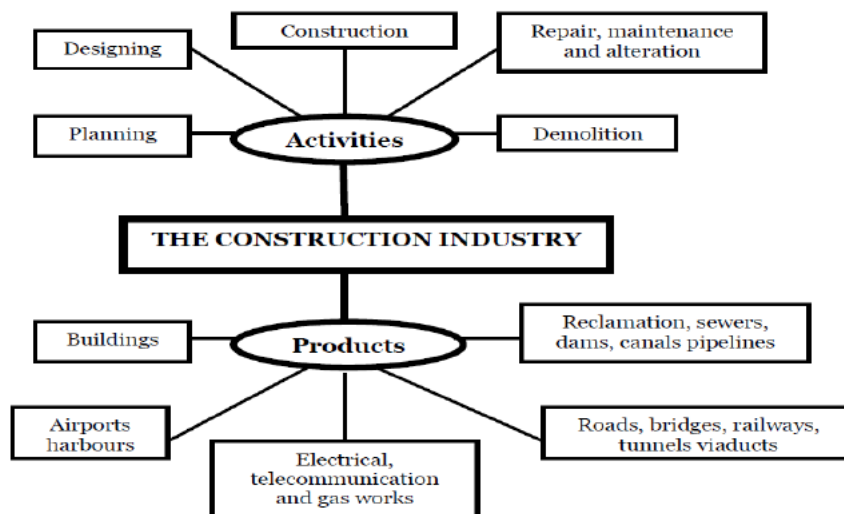 Construction
Repair, maintenance
and alteration
Designing
Planning
Activities
Demolition
THE CONSTRUCTION INDUSTRY
Buildings
Products
Reclamation, sewers,
dams, canals pipelines
Airports
harbours
Electrical,
telecommunication
and gas works
Roads, bridges, railways,
tunnels viaducts